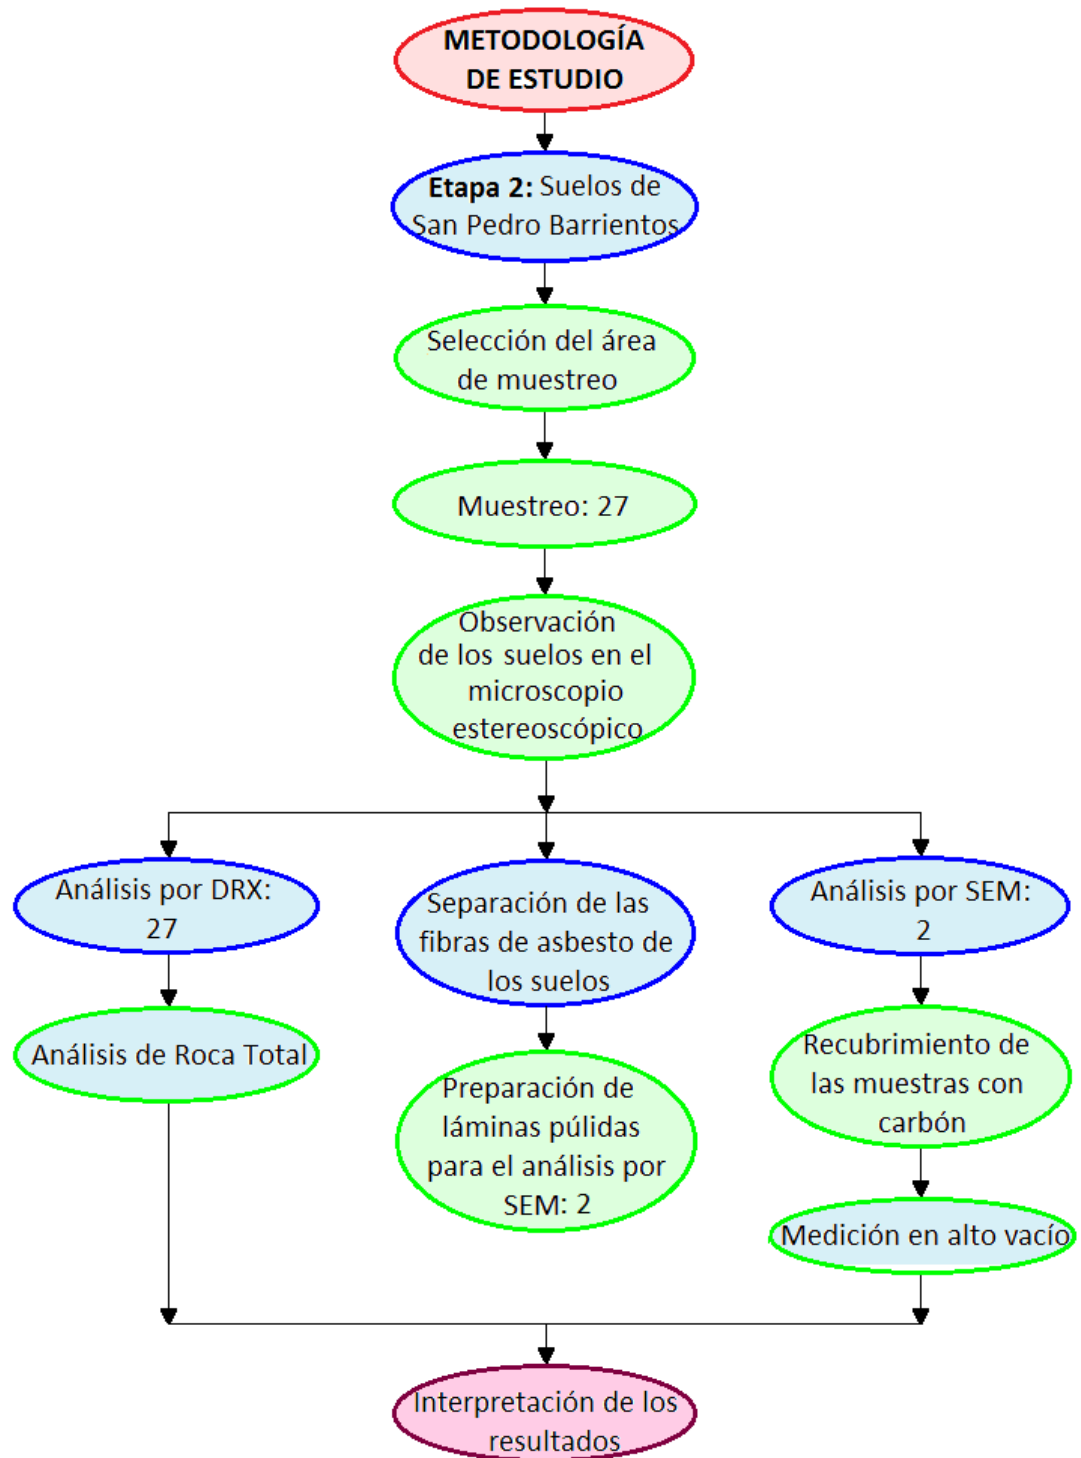 METODOLOGÍA
DE ESTUDIO
Etapa 2: Suelos de
San Pedro Barrientos
Selección del área
de muestreo
Muestreo: 27
Observación
de los suelos en el
microscopio
estereoscópico
Análisis por DRX:
27
Análisis de Roca Total
Separación de las
fibras de asbesto de
los suelos
Preparación de
láminas púlidas
para el análisis por
SEM: 2
Análisis por SEM:
2
Recubrimiento de
las muestras con
carbón
Medición en alto vacío
Interpretación de los
resultados